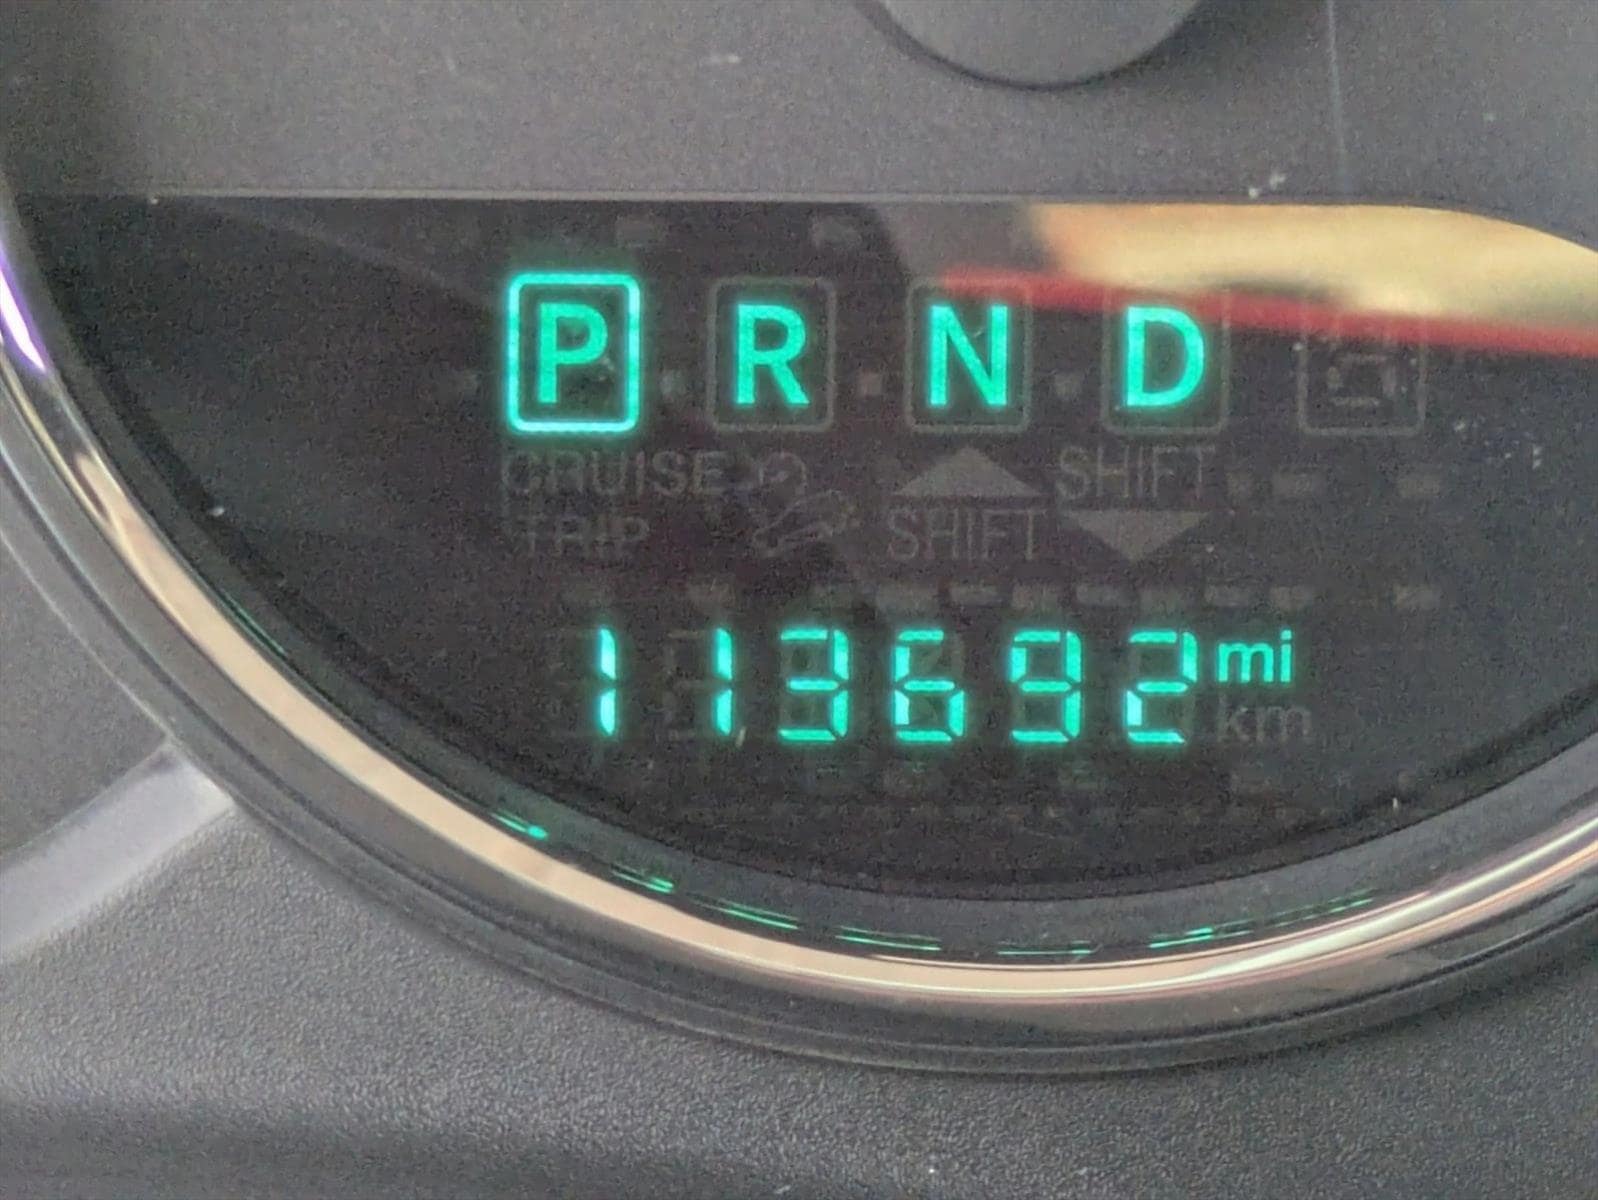 P R N D
CRUISE SHIFT
TRIP SHIFT
113692 mi
km